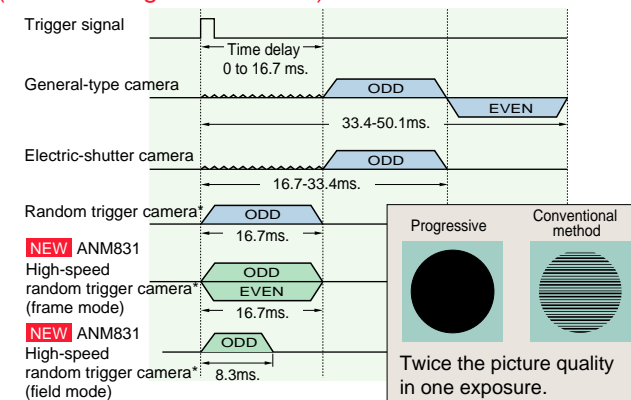 Trigger signal
Time delay
0 to 16.7 ms.
General-type camera
ODD
EVEN
33.4-50.1ms.
Electric-shutter camera
ODD
16.7-33.4ms.
Random trigger camera*
ODD
16.7ms.
NEW ANM831
High-speed
random trigger camera*
(frame mode)
ODD
EVEN
16.7ms.
NEW ANM831
High-speed
random trigger camera*
(field mode)
ODD
8.3ms.
Progressive
Conventional
method
Twice the picture quality
in one exposure.